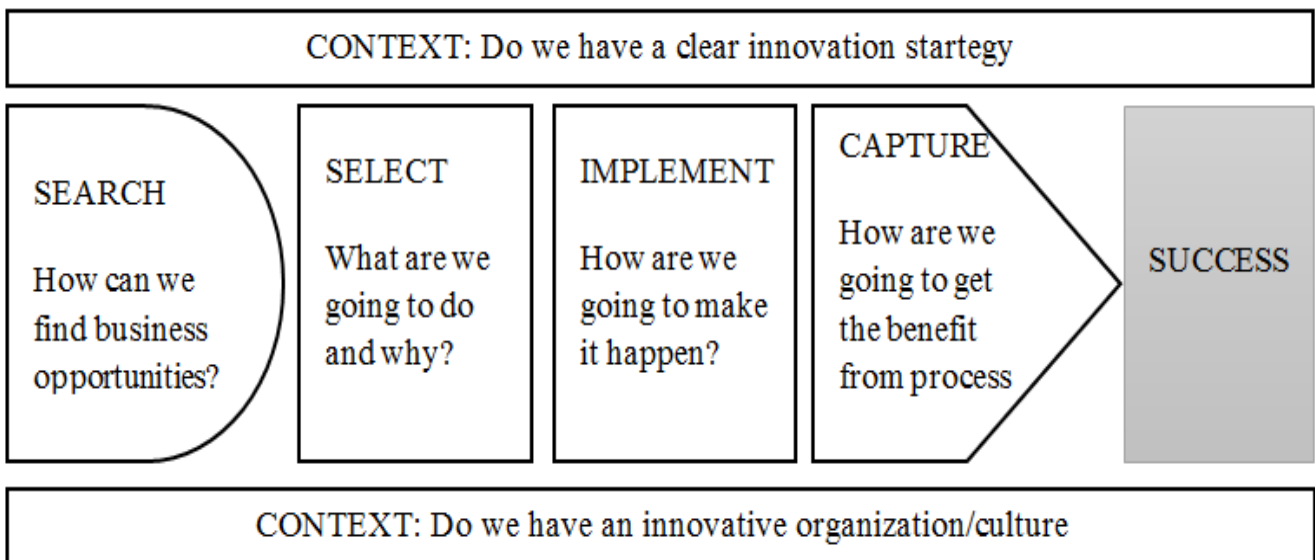 CONTEXT: Do we have a clear innovation startegy
SEARCH
How can we
find business
opportunities?
SELECT
What are we
going to do
and why?
IMPLEMENT
How are we
going to make
it happen?
CAPTURE
How are we
going to get
the benefit
from process
SUCCESS
CONTEXT: Do we have an innovative organization/culture